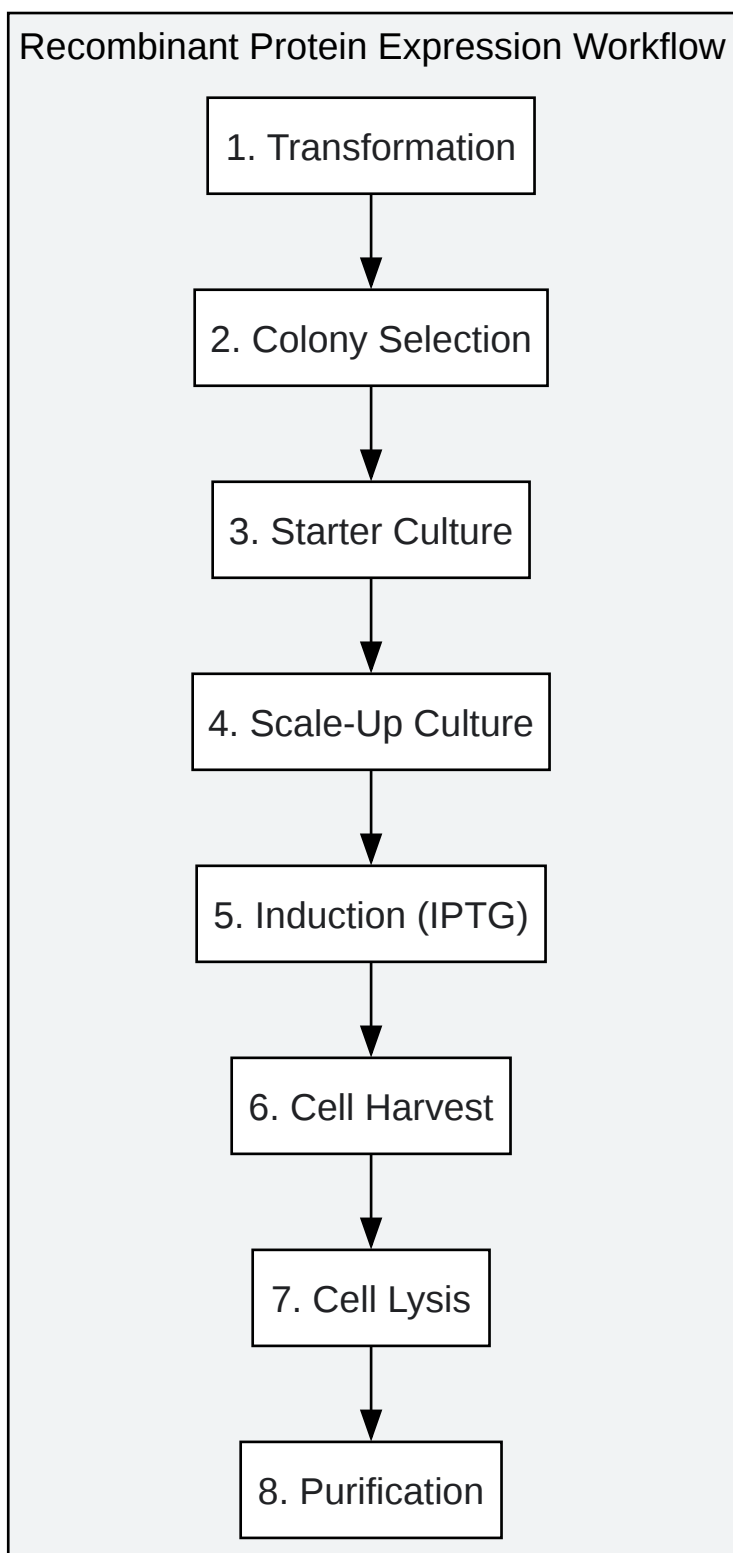 Recombinant Protein Expression Workflow
1. Transformation
2. Colony Selection
3. Starter Culture
4. Scale-Up Culture
5. Induction (IPTG)
6. Cell Harvest
7. Cell Lysis
8. Purification